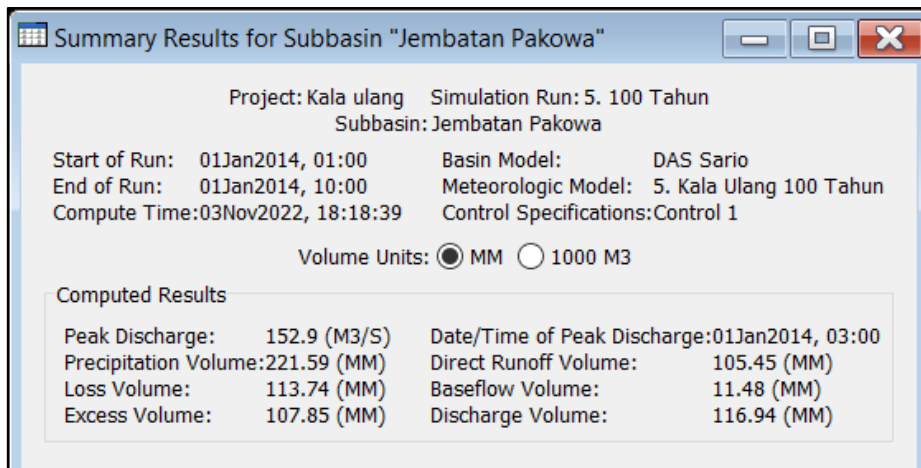 Summary Results for Subbasin "Jembatan Pakowa"
Project: Kala ulang Simulation Run: 5. 100 Tahun
Subbasin: Jembatan Pakowa
Start of Run: 01Jan2014, 01:00 Basin Model: DAS Sario
End of Run: 01Jan2014, 10:00 Meteorologic Model: 5. Kala Ulang 100 Tahun
Compute Time:03Nov2022, 18:18:39 Control Specifications:Control 1
Volume Units: MM 1000 M3
Computed Results
Peak Discharge: 152.9 (M3/S) Date/Time of Peak Discharge:01Jan2014, 03:00
Precipitation Volume:221.59 (MM) Direct Runoff Volume: 105.45 (MM)
Loss Volume: 113.74 (MM) Baseflow Volume: 11.48 (MM)
Excess Volume: 107.85 (MM) Discharge Volume: 116.94 (MM)